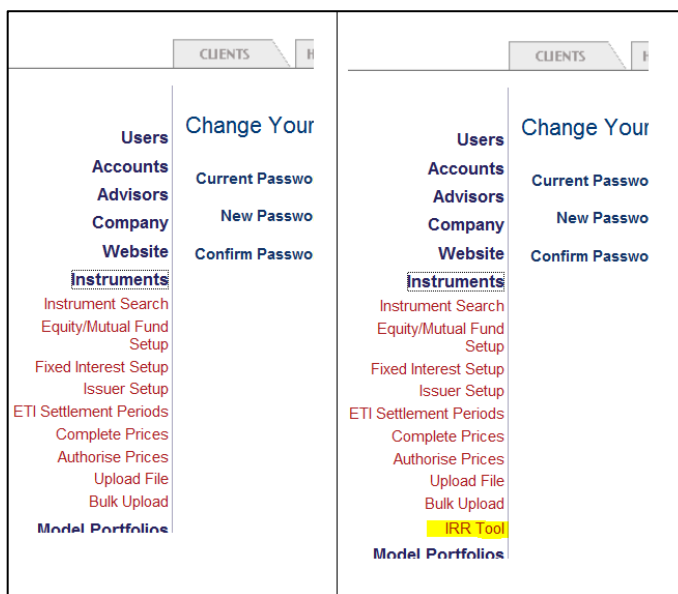 CLIENTS
Users
Accounts
Advisors
Company
Website
Instruments
Instrument Search
Equity/Mutual Fund
Setup
Fixed Interest Setup
Issuer Setup
ETI Settlement Periods
Complete Prices
Authorise Prices
Upload File
Bulk Upload
Model Portfolios
Change Your
Current Passwo
New Passwo
Confirm Passwo
CLIENTS
Users
Accounts
Advisors
Company
Website
Instruments
Instrument Search
Equity/Mutual Fund
Setup
Fixed Interest Setup
Issuer Setup
ETI Settlement Periods
Complete Prices
Authorise Prices
Upload File
Bulk Upload
IRR Tool
Model Portfolios
Change Your
Current Passwo
New Passwo
Confirm Passwo